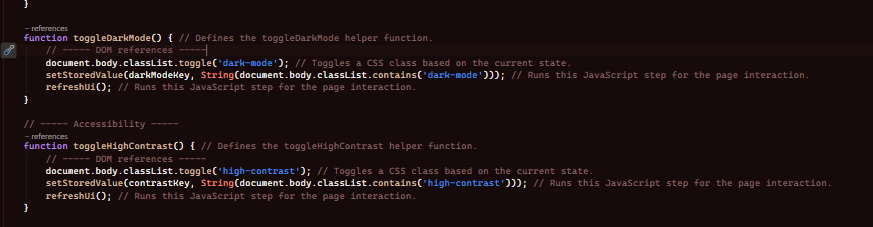 }
— references
function toggleDarkMode() { // Defines the toggleDarkMode helper function.
// ----- DOM references -----
document.body.classList.toggle('dark-mode'); // Toggles a CSS class based on the current state.
setStoredValue(darkModeKey, String(document.body.classList.contains('dark-mode'))); // Runs this JavaScript step for the page interaction.
refreshUi(); // Runs this JavaScript step for the page interaction.
}
// ----- Accessibility -----
— references
function toggleHighContrast() { // Defines the toggleHighContrast helper function.
// ----- DOM references -----
document.body.classList.toggle('high-contrast'); // Toggles a CSS class based on the current state.
setStoredValue(contrastKey, String(document.body.classList.contains('high-contrast'))); // Runs this JavaScript step for the page interaction.
refreshUi(); // Runs this JavaScript step for the page interaction.
}